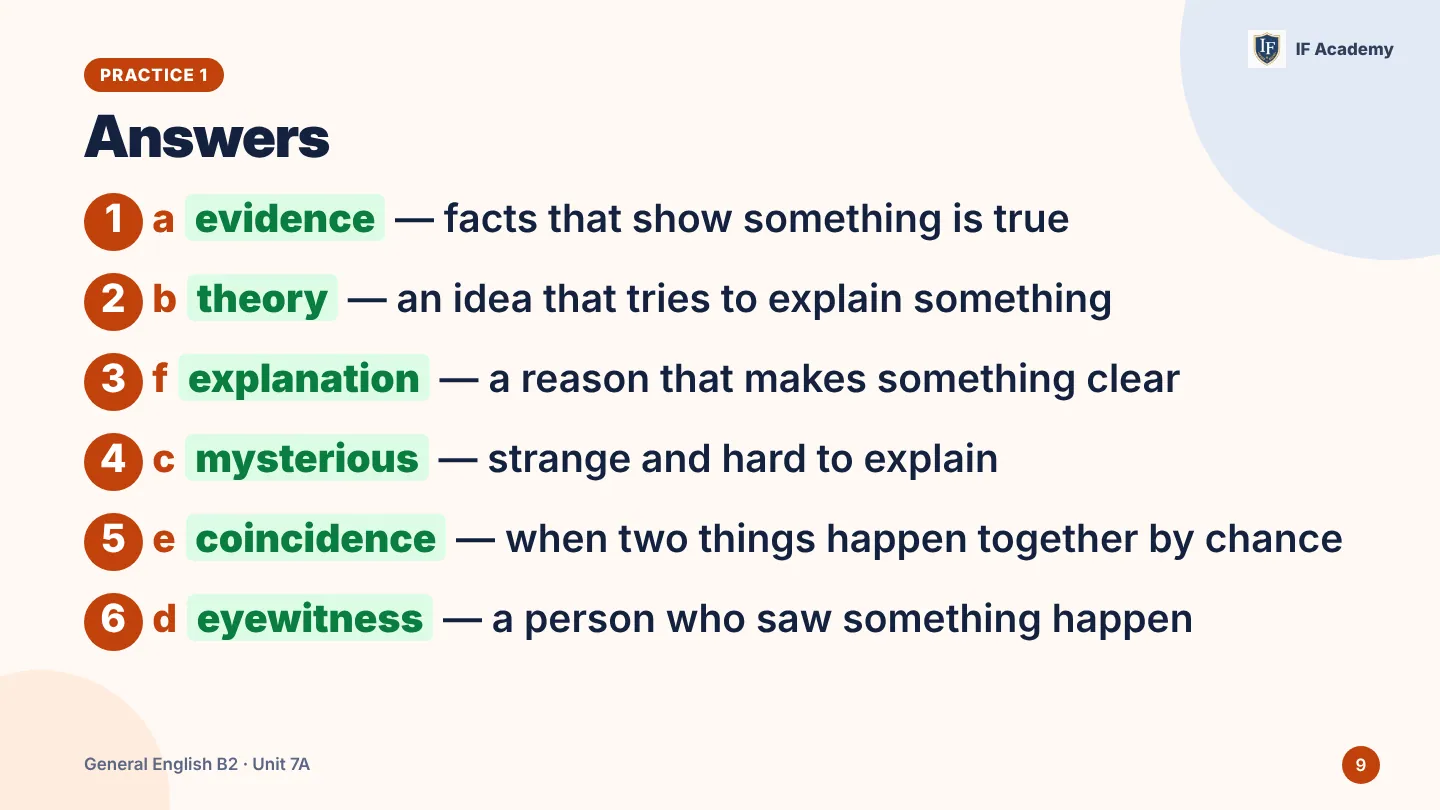 IF
IF Academy
PRACTICE 1
Answers
1 a evidence — facts that show something is true
2 b theory — an idea that tries to explain something
3 f explanation — a reason that makes something clear
4 c mysterious — strange and hard to explain
5 e coincidence — when two things happen together by chance
6 d eyewitness — a person who saw something happen
General English B2 · Unit 7A
9